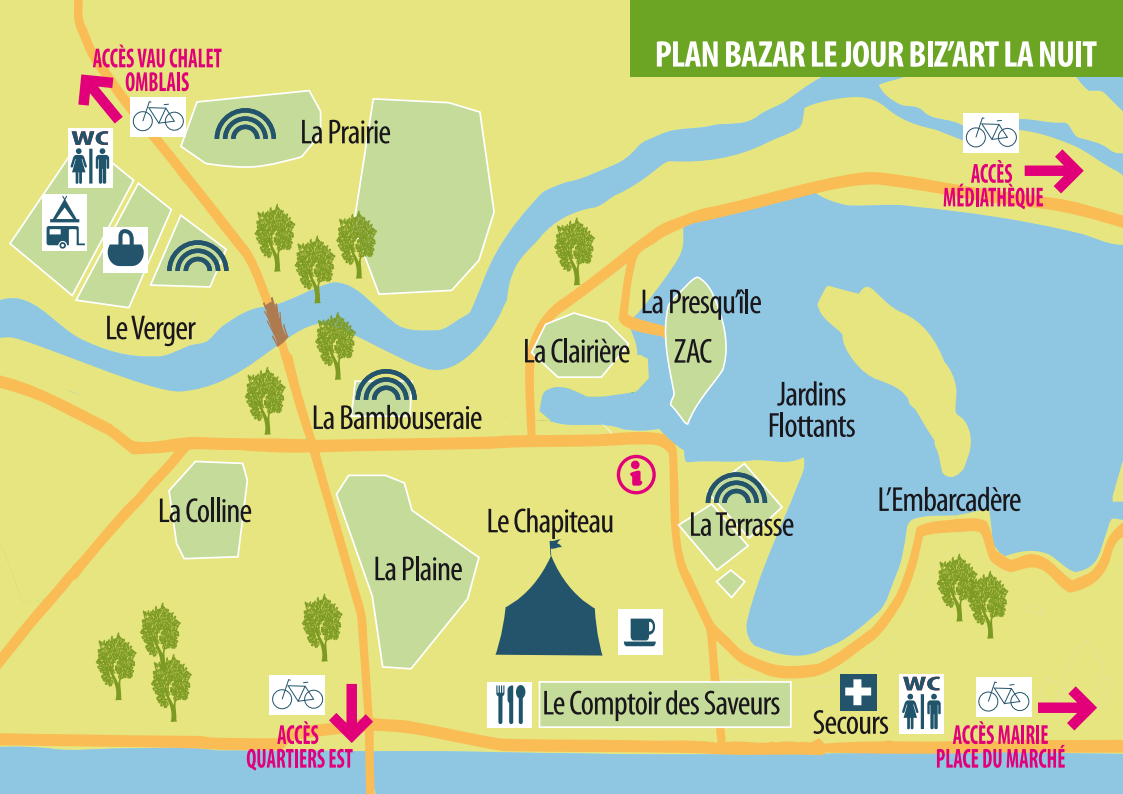 PLAN BAZAR LE JOUR BIZ'ART LA NUIT
ACCÈS VAU CHALET
OMBLAIS
WC
La Prairie
ACCÈS
MÉDIATHÈQUE
Le Verger
La Presqu'île
La Clairière
ZAC
Jardins
Flottants
La Bambouseraie
La Colline
Le Chapiteau
La Terrasse
L'Embarcadère
La Plaine
Le Comptoir des Saveurs
Secours
WC
ACCÈS
QUARTIERS EST
ACCÈS MAIRIE
PLACE DU MARCHÉ